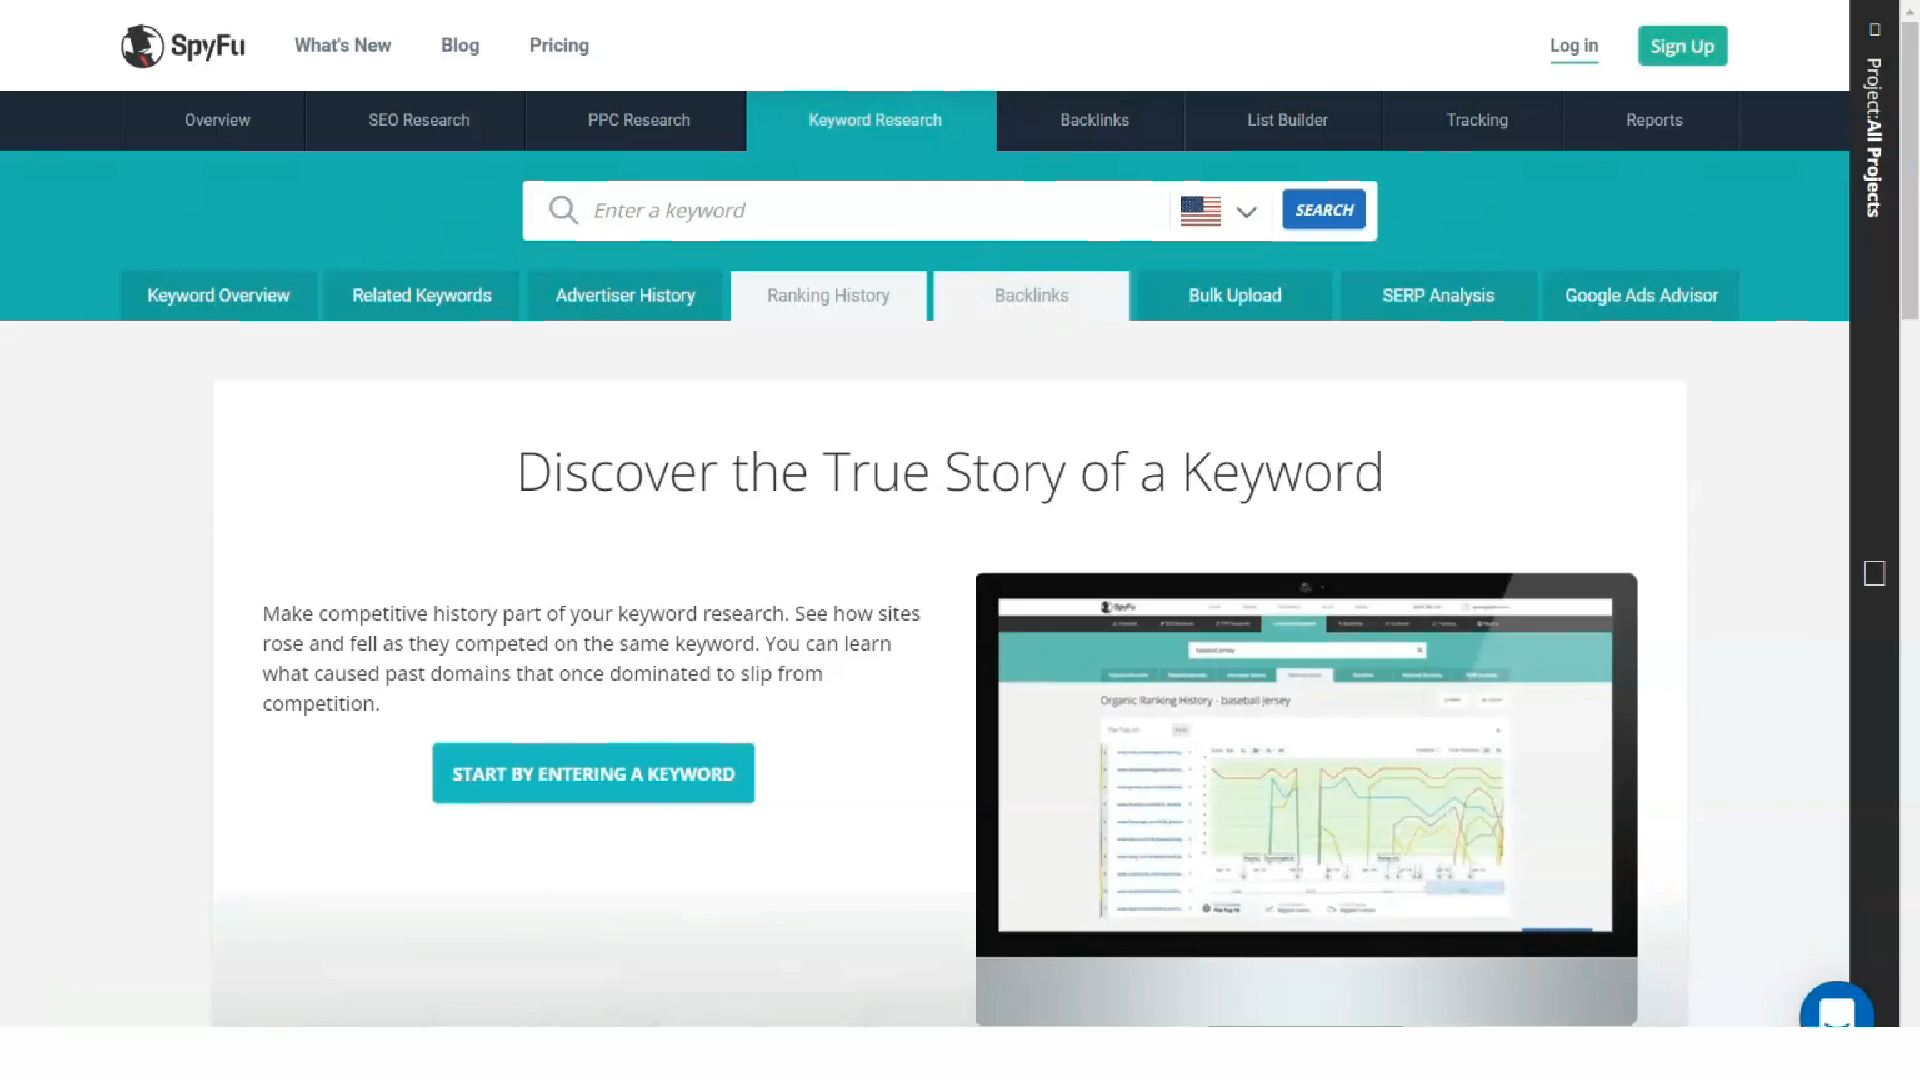 SpyFu
What's New
Blog
Pricing
Log in
Sign Up
Project:All Projects
Overview
SEO Research
PPC Research
Keyword Research
Backlinks
List Builder
Tracking
Reports
Enter a keyword
SEARCH
Keyword Overview
Related Keywords
Advertiser History
Ranking History
Backlinks
Bulk Upload
SERP Analysis
Google Ads Advisor
Discover the True Story of a Keyword
Make competitive history part of your keyword research. See how sites
rose and fell as they competed on the same keyword. You can learn
what caused past domains that once dominated to slip from
competition.
START BY ENTERING A KEYWORD
SpyFu
baseball jersey
Organic Ranking History - baseball jersey